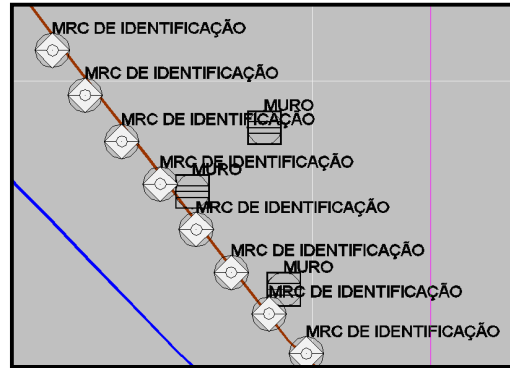 MRC DE IDENTIFICAÇÃO
MRC DE IDENTIFICAÇÃO
MURO
MRC DE IDENTIFICAÇÃO
MRC DE IDENTIFICAÇÃO
MURO
MRC DE IDENTIFICAÇÃO
MRC DE IDENTIFICAÇÃO
MURO
MRC DE IDENTIFICAÇÃO
MRC DE IDENTIFICAÇÃO